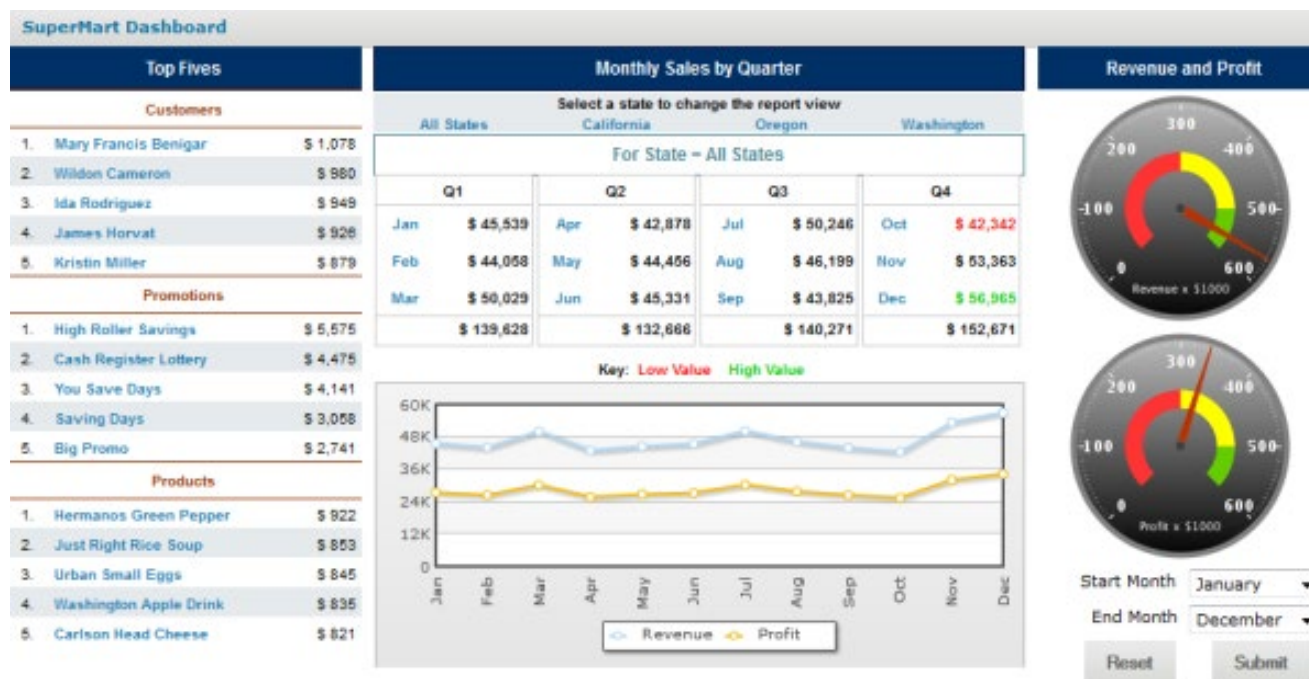 SuperMart Dashboard
Top Fives
Customers
1. Mary Francis Benigar $ 1,078
2. Wildon Cameron $ 980
3. Ida Rodriguez $ 949
4. James Horvat $ 926
5. Kristin Miller $ 879
Promotions
1. High Roller Savings $ 5,575
2. Cash Register Lottery $ 4,475
3. You Save Days $ 4,141
4. Saving Days $ 3,058
5. Big Promo $ 2,741
Products
1. Hermanos Green Pepper $ 922
2. Just Right Rice Soup $ 853
3. Urban Small Eggs $ 845
4. Washington Apple Drink $ 835
5. Carlson Head Cheese $ 821
Monthly Sales by Quarter
Select a state to change the report view
All States California Oregon Washington
For State - All States
Q1 Q2 Q3 Q4
Jan $ 45,539 Apr $ 42,878 Jul $ 50,246 Oct $ 42,342
Feb $ 44,058 May $ 44,456 Aug $ 46,199 Nov $ 53,363
Mar $ 50,029 Jun $ 45,331 Sep $ 43,825 Dec $ 56,965
$ 139,628 $ 132,666 $ 140,271 $ 152,671
Key: Low Value High Value
60K
48K
36K
24K
12K
0
Jan Feb Mar Apr May Jun Jul Aug Sep Oct Nov Dec
Revenue Profit
Revenue and Profit
300
200 400
100 500
0 600
Revenue x $1000
300
200 400
100 500
0 600
Profit x $1000
Start Month January
End Month December
Reset Submit